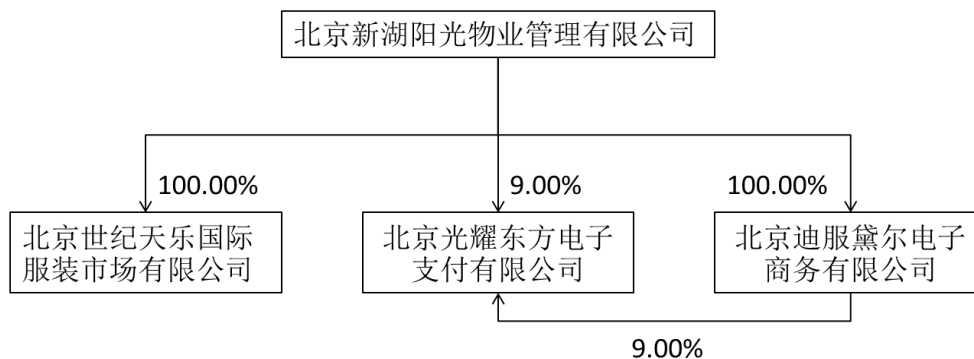 北京新湖阳光物业管理有限公司
100.00%
9.00%
100.00%
北京世纪天乐国际
服装市场有限公司
北京光耀东方电子
支付有限公司
北京迪服黛尔电子
商务有限公司
9.00%